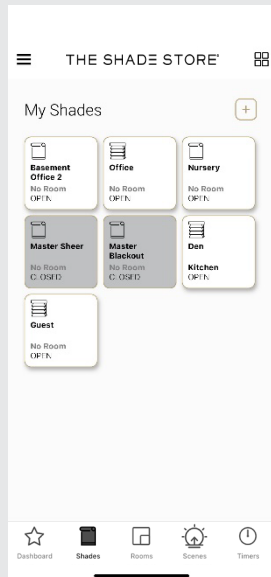 THE SHADE STORE®
My Shades
Basement
Office 2
No Room
OPEN
Office
No Room
OPEN
Nursery
No Room
OPEN
Master Sheer
No Room
CLOSED
Master
Blackout
No Room
CLOSED
Den
Kitchen
OPEN
Guest
No Room
OPEN
Dashboard
Shades
Rooms
Scenes
Timers